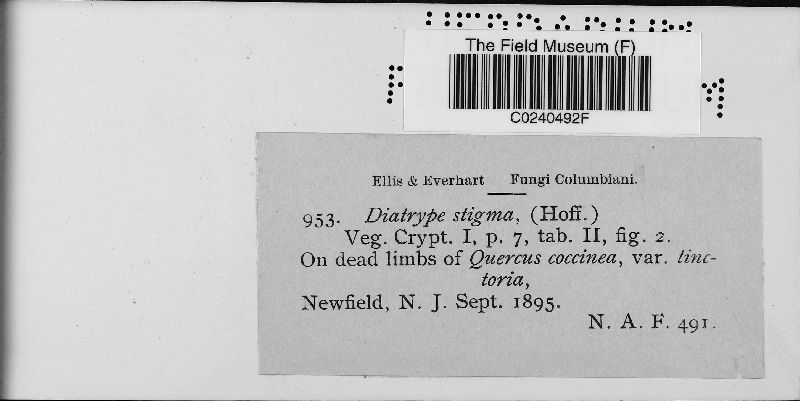 The Field Museum (F)
C0240492F
Ellis & Everhart Fungi Columbiani.
953. Diatrype stigma, (Hoff.)
Veg. Crypt. I, p. 7, tab. II, fig. 2.
On dead limbs of Quercus coccinea, var. tinc-
toria,
Newfield, N. J. Sept. 1895.
N. A. F. 491.